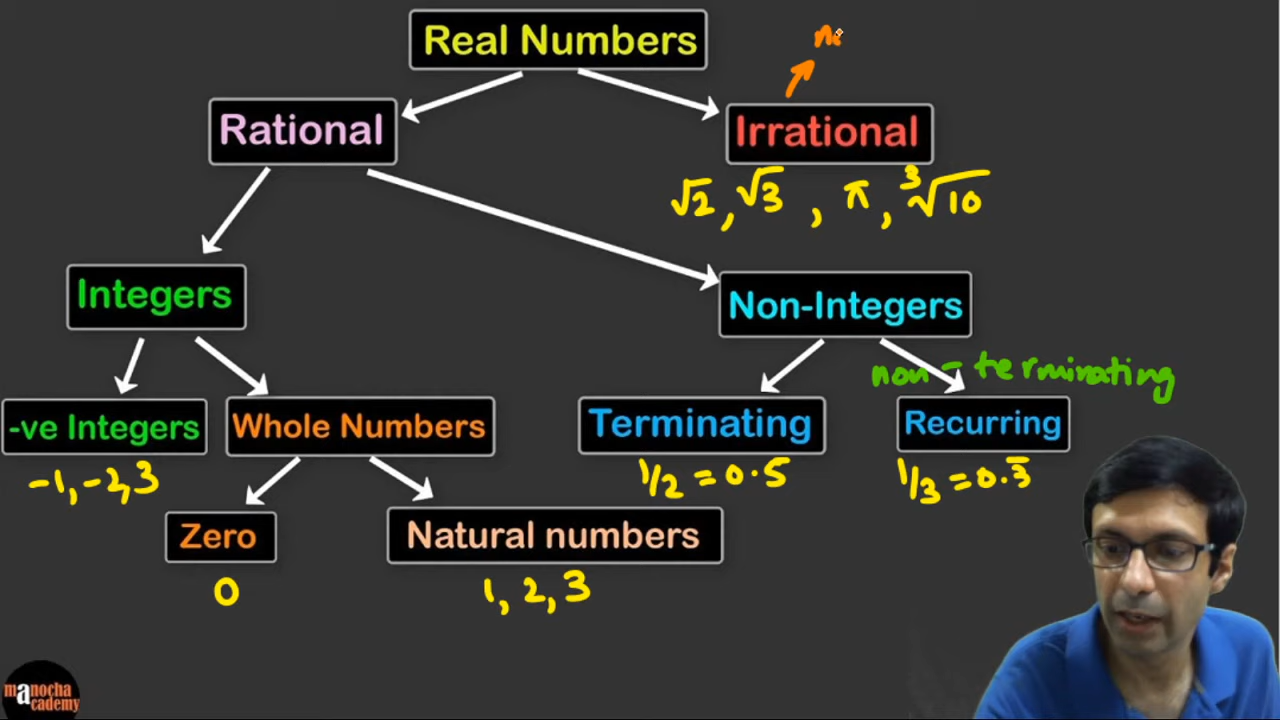 Real Numbers
Rational
Irrational
√2, √3, π, ∛10
Integers
Non-Integers
non-terminating
-ve Integers
Whole Numbers
Terminating
Recurring
-1, -2, 3
1/2 = 0.5
1/3 = 0.3̅
Zero
Natural numbers
0
1, 2, 3
manocha
academy